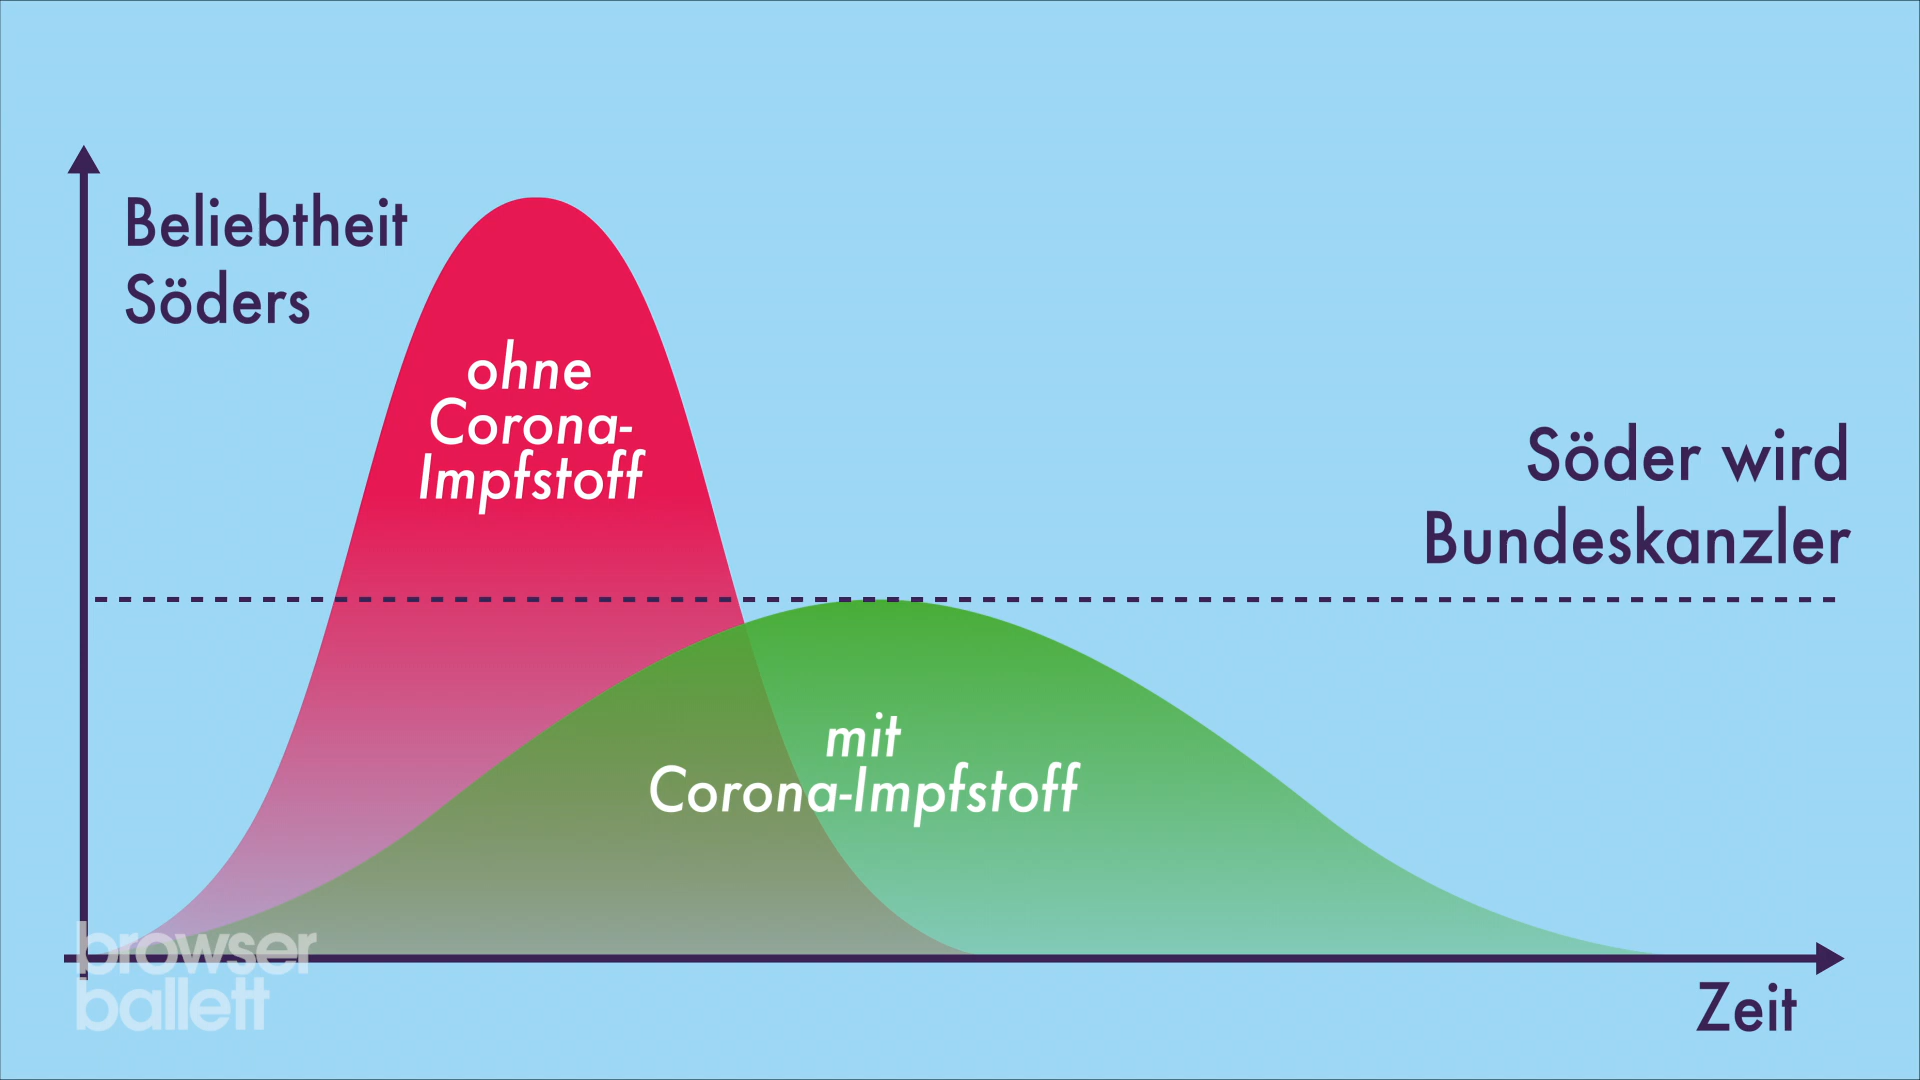 Beliebtheit
Söders
ohne
Corona-
Impfstoff
Söder wird
Bundeskanzler
mit
Corona-Impfstoff
browser
ballett
Zeit